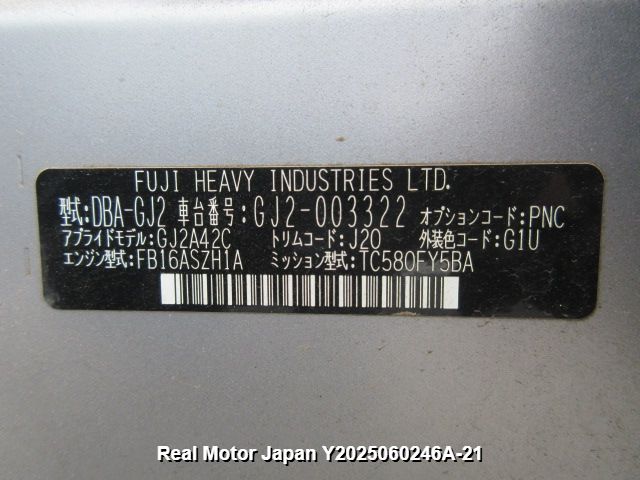 FUJI HEAVY INDUSTRIES LTD.
型式:DBA-GJ2 車台番号:GJ2-003322 オプションコード:PNC
アプライドモデル:GJ2A42C トリムコード:J20 外装色コード:G1U
エンジン型式:FB16ASZH1A ミッション型式:TC580FY5BA
Real Motor Japan Y2025060246A-21